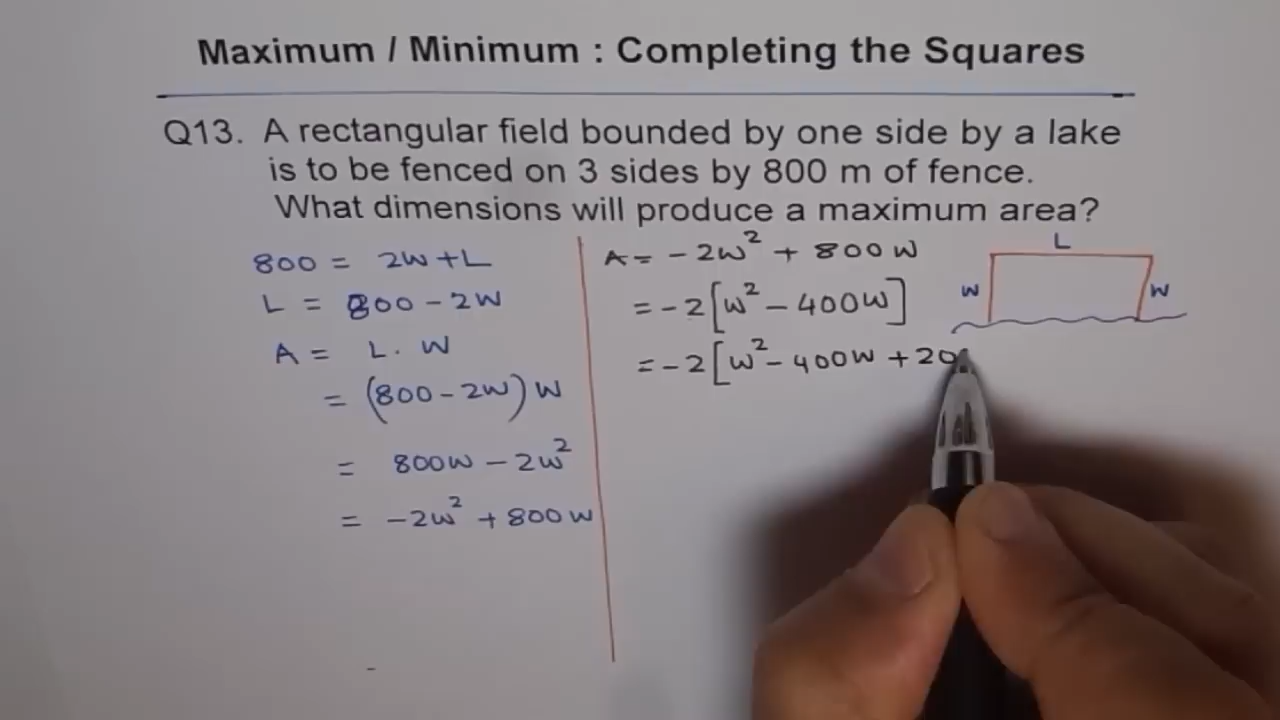 Maximum / Minimum : Completing the Squares
Q13. A rectangular field bounded by one side by a lake
is to be fenced on 3 sides by 800 m of fence.
What dimensions will produce a maximum area?
800 = 2W + L
L = 800 - 2W
A = L. W
= (800 - 2W) W
= 800W - 2W²
= -2W² + 800W
A = -2W² + 800W
= -2[W² - 400W]
= -2[W² - 400W + 20
L
W
W